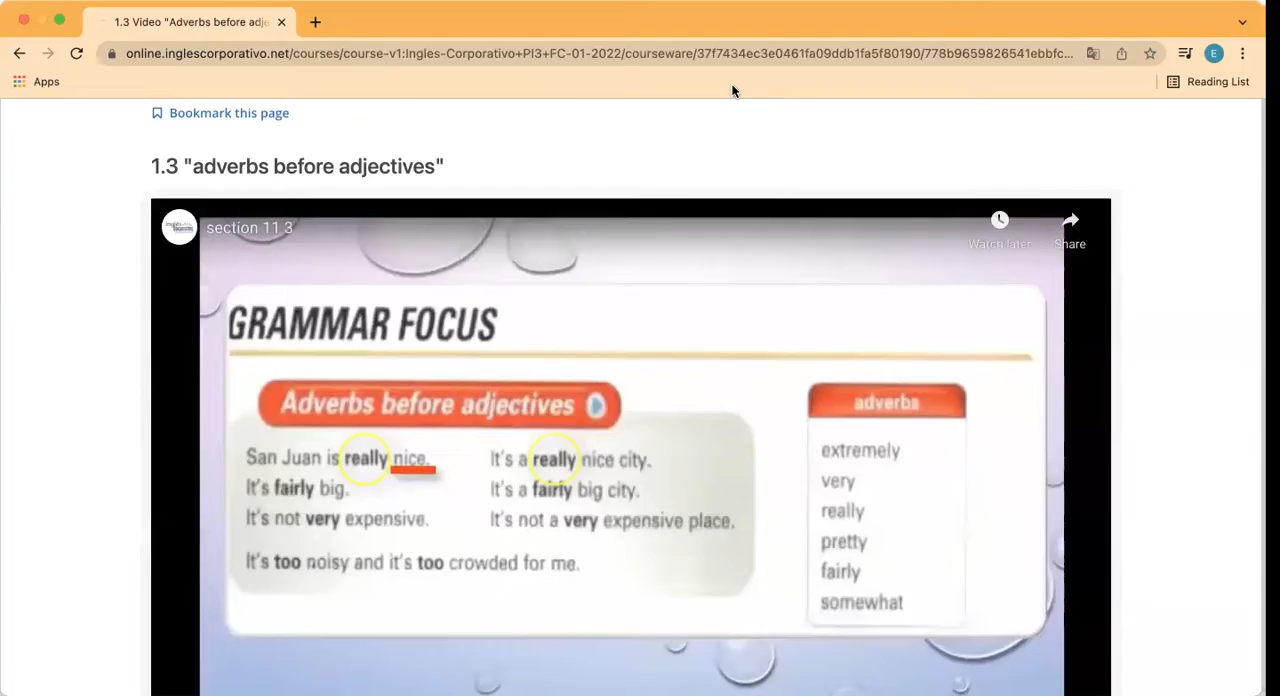 1.3 Video "Adverbs before adje
online.inglescorporativo.net/courses/course-v1:Ingles-Corporativo+PI3+FC-01-2022/courseware/37f7434ec3e0461fa09ddb1fa5f80190/778b9659826541ebbfc...
E
Apps
Reading List
Bookmark this page
1.3 "adverbs before adjectives"
section 11 3
Watch later
Share
GRAMMAR FOCUS
Adverbs before adjectives
San Juan is really nice.
It's fairly big.
It's not very expensive.
It's a really nice city.
It's a fairly big city.
It's not a very expensive place.
It's too noisy and it's too crowded for me.
adverbs
extremely
very
really
pretty
fairly
somewhat